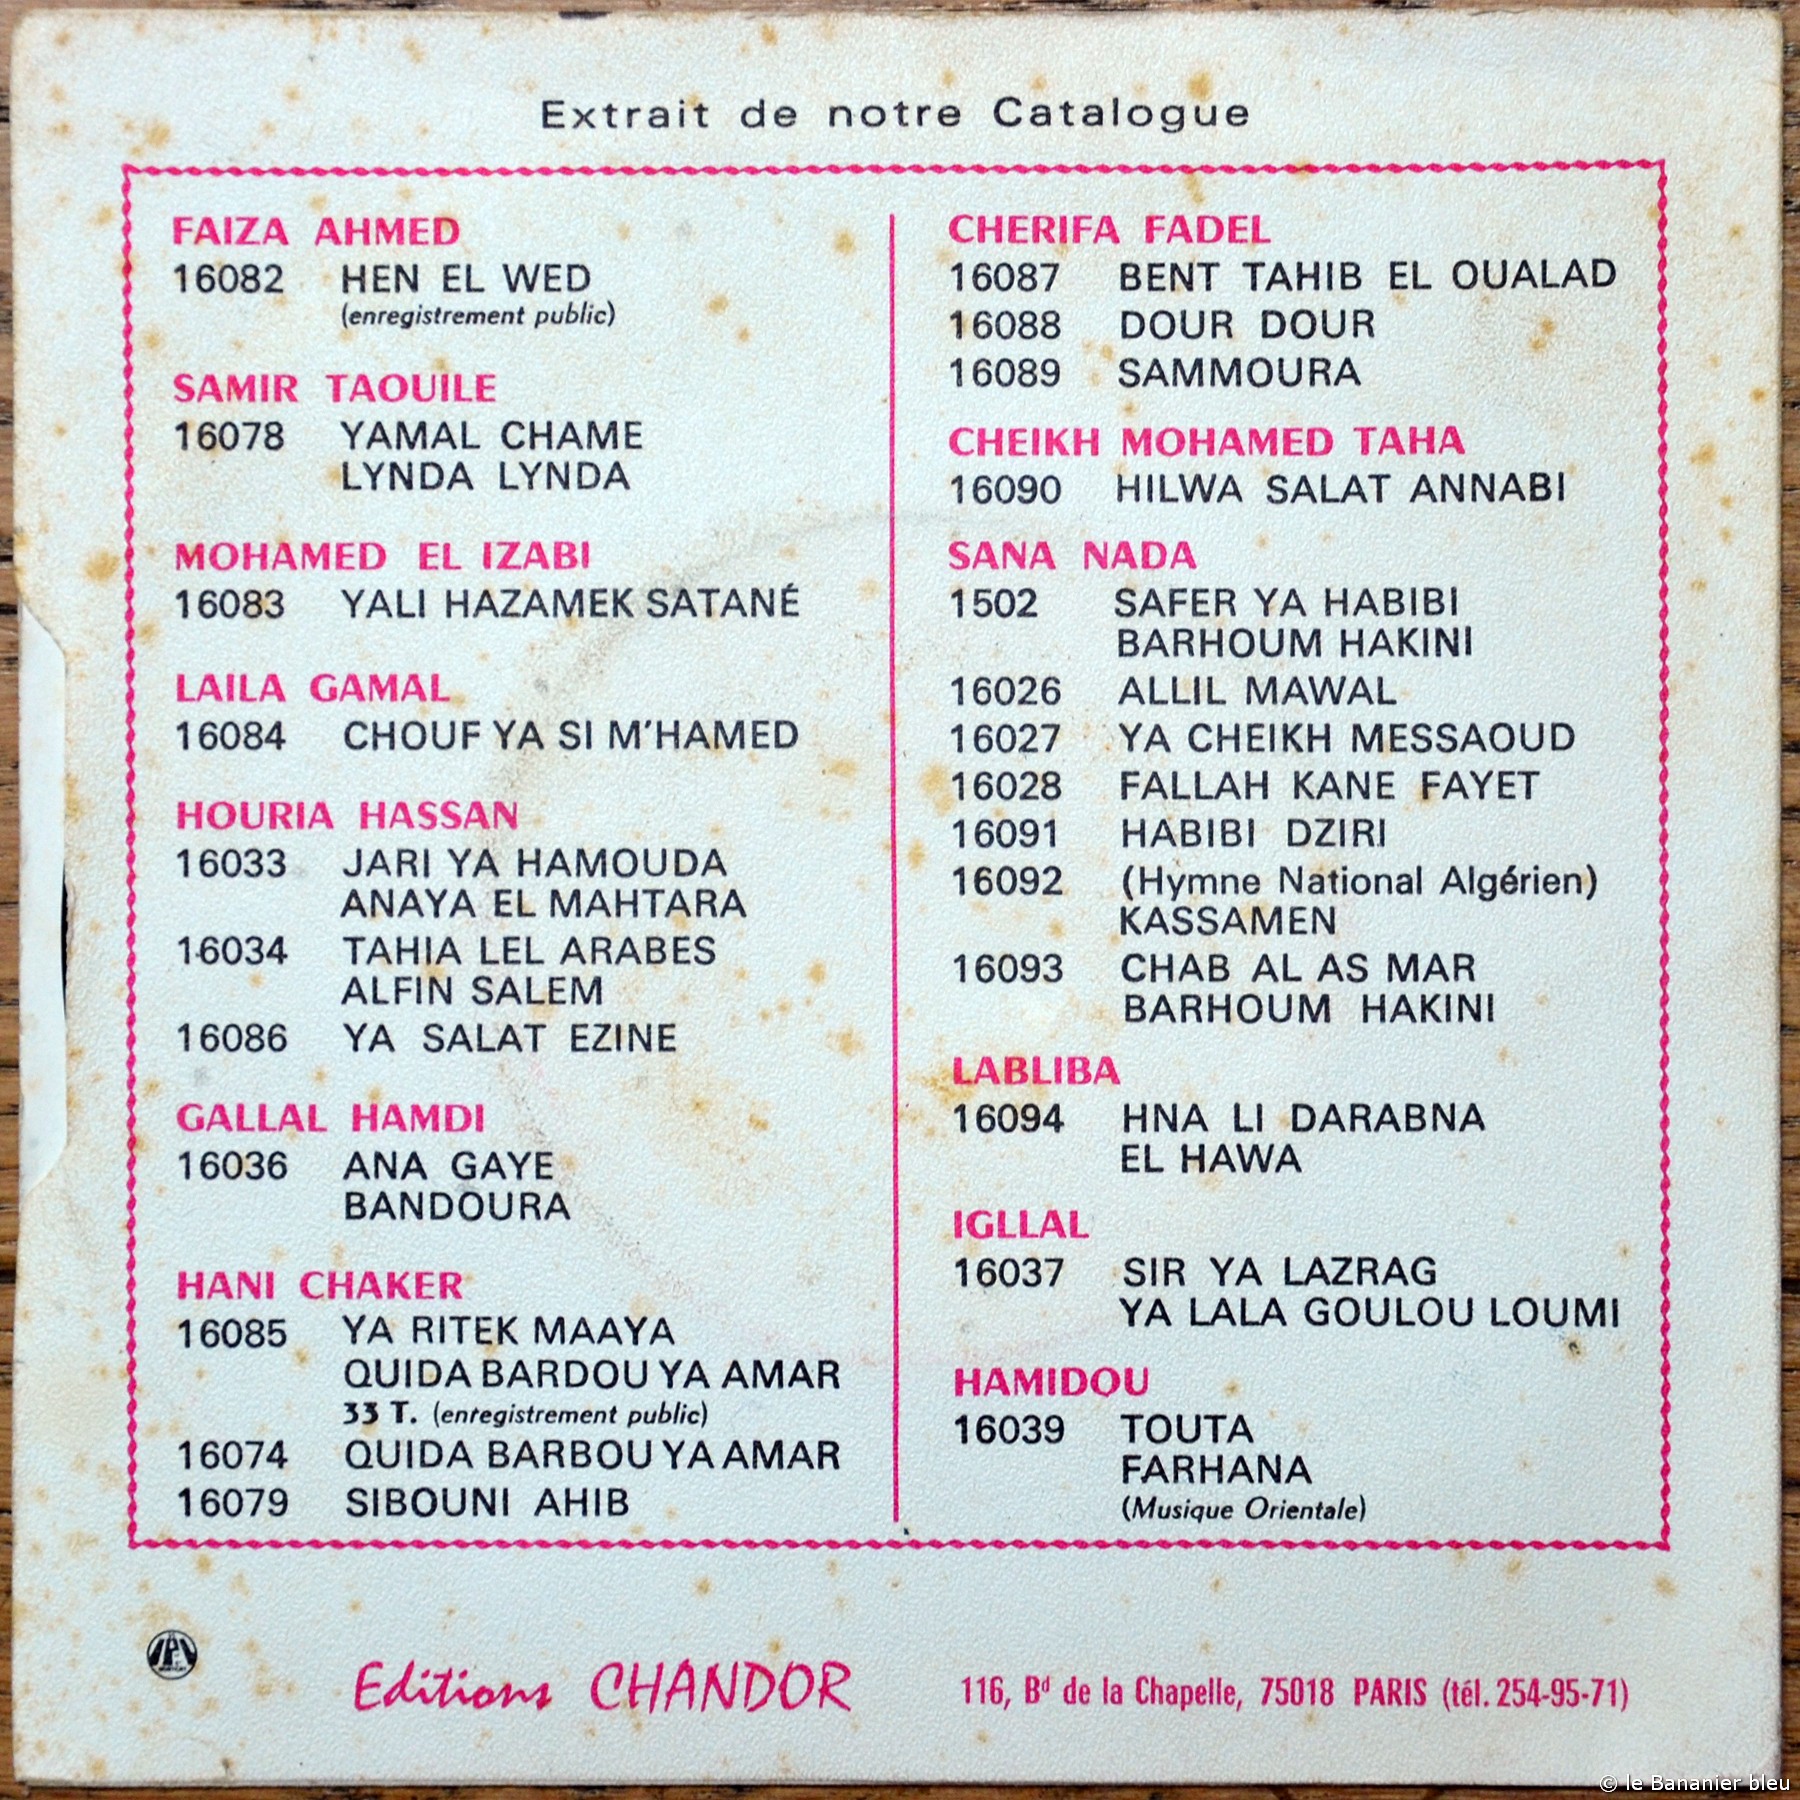 Extrait de notre Catalogue
FAIZA AHMED
16082 HEN EL WED
(enregistrement public)
SAMIR TAOUILE
16078 YAMAL CHAME
LYNDA LYNDA
MOHAMED EL IZABI
16083 YALI HAZAMEK SATANÉ
LAILA GAMAL
16084 CHOUF YA SI M'HAMED
HOURIA HASSAN
16033 JARI YA HAMOUDA
ANAYA EL MAHTARA
16034 TAHIA LEL ARABES
ALFIN SALEM
16086 YA SALAT EZINE
GALLAL HAMDI
16036 ANA GAYE
BANDOURA
HANI CHAKER
16085 YA RITEK MAAYA
QUIDA BARDOU YA AMAR
33 T. (enregistrement public)
16074 QUIDA BARBOU YA AMAR
16079 SIBOUNI AHIB
CHERIFA FADEL
16087 BENT TAHIB EL OUALAD
16088 DOUR DOUR
16089 SAMMOURA
CHEIKH MOHAMED TAHA
16090 HILWA SALAT ANNABI
SANA NADA
1502 SAFER YA HABIBI
BARHOUM HAKINI
16026 ALLIL MAWAL
16027 YA CHEIKH MESSAOUD
16028 FALLAH KANE FAYET
16091 HABIBI DZIRI
16092 (Hymne National Algérien)
KASSAMEN
16093 CHAB AL AS MAR
BARHOUM HAKINI
LABLIBA
16094 HNA LI DARABNA
EL HAWA
IGLLAL
16037 SIR YA LAZRAG
YA LALA GOULOU LOUMI
HAMIDOU
16039 TOUTA
FARHANA
(Musique Orientale)
Editions CHANDOR
116, Bd de la Chapelle, 75018 PARIS (tél. 254-95-71)
© le Bananier bleu